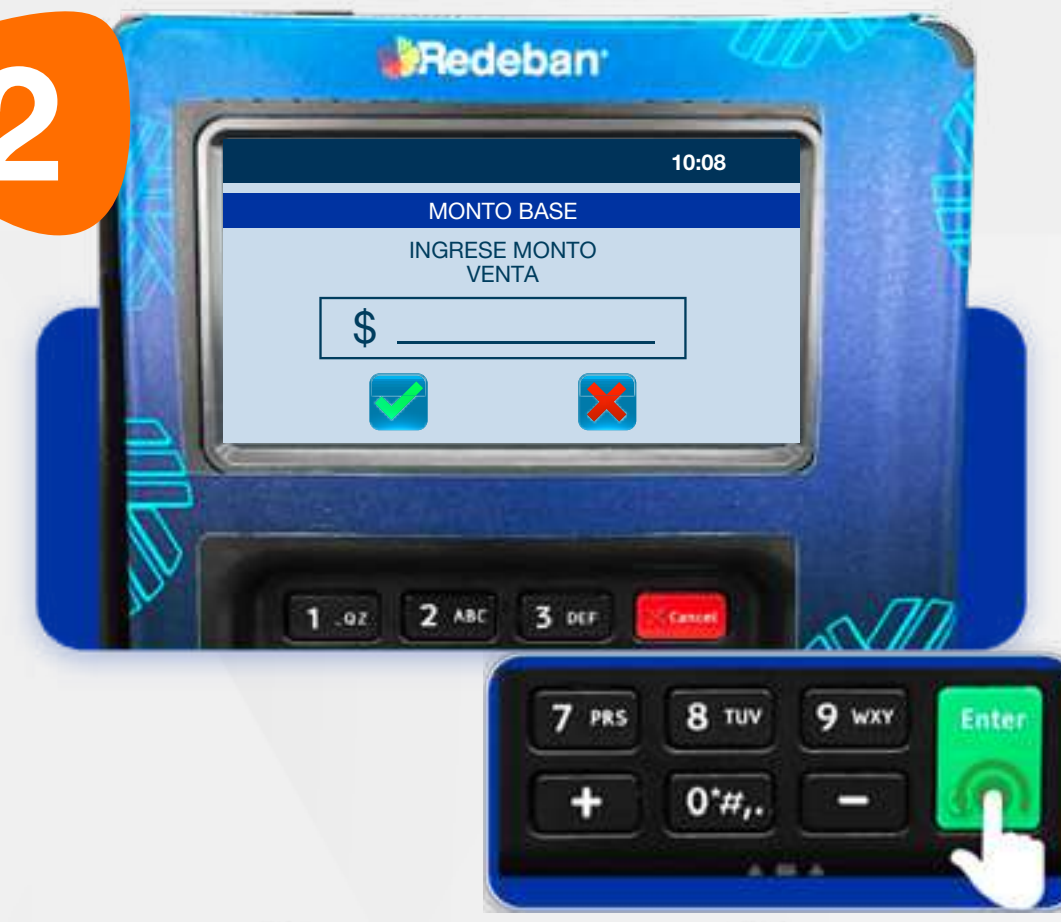 2
Redeban
10:08
MONTO BASE
INGRESE MONTO
VENTA
$
1 .QZ 2 ABC 3 DEF Cancel
7 PRS 8 TUV 9 WXY Enter
+ 0*#,. -